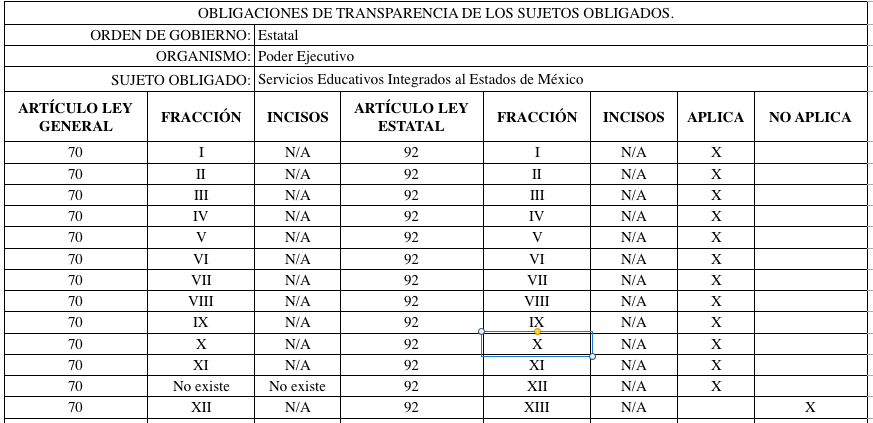 OBLIGACIONES DE TRANSPARENCIA DE LOS SUJETOS OBLIGADOS.
ORDEN DE GOBIERNO: Estatal
ORGANISMO: Poder Ejecutivo
SUJETO OBLIGADO: Servicios Educativos Integrados al Estados de México
ARTÍCULO LEY GENERAL FRACCIÓN INCISOS ARTÍCULO LEY ESTATAL FRACCIÓN INCISOS APLICA NO APLICA
70 I N/A 92 I N/A X
70 II N/A 92 II N/A X
70 III N/A 92 III N/A X
70 IV N/A 92 IV N/A X
70 V N/A 92 V N/A X
70 VI N/A 92 VI N/A X
70 VII N/A 92 VII N/A X
70 VIII N/A 92 VIII N/A X
70 IX N/A 92 IX N/A X
70 X N/A 92 X N/A X
70 XI N/A 92 XI N/A X
70 No existe No existe 92 XII N/A X
70 XII N/A 92 XIII N/A X